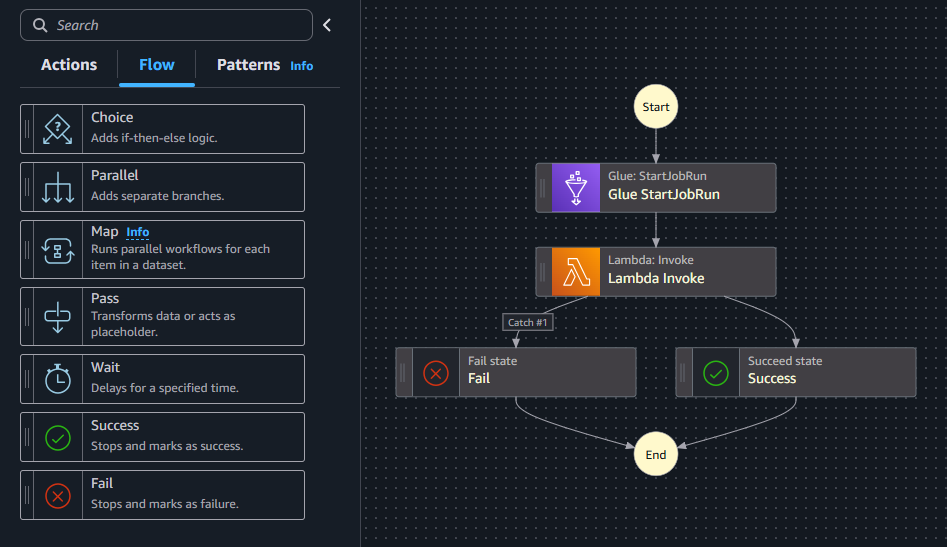 Search
Actions
Flow
Patterns Info
Choice
Adds if-then-else logic.
Parallel
Adds separate branches.
Map Info
Runs parallel workflows for each
item in a dataset.
Pass
Transforms data or acts as
placeholder.
Wait
Delays for a specified time.
Success
Stops and marks as success.
Fail
Stops and marks as failure.
Start
Glue: StartJobRun
Glue StartJobRun
Lambda: Invoke
Lambda Invoke
Catch #1
Fail state
Fail
Succeed state
Success
End